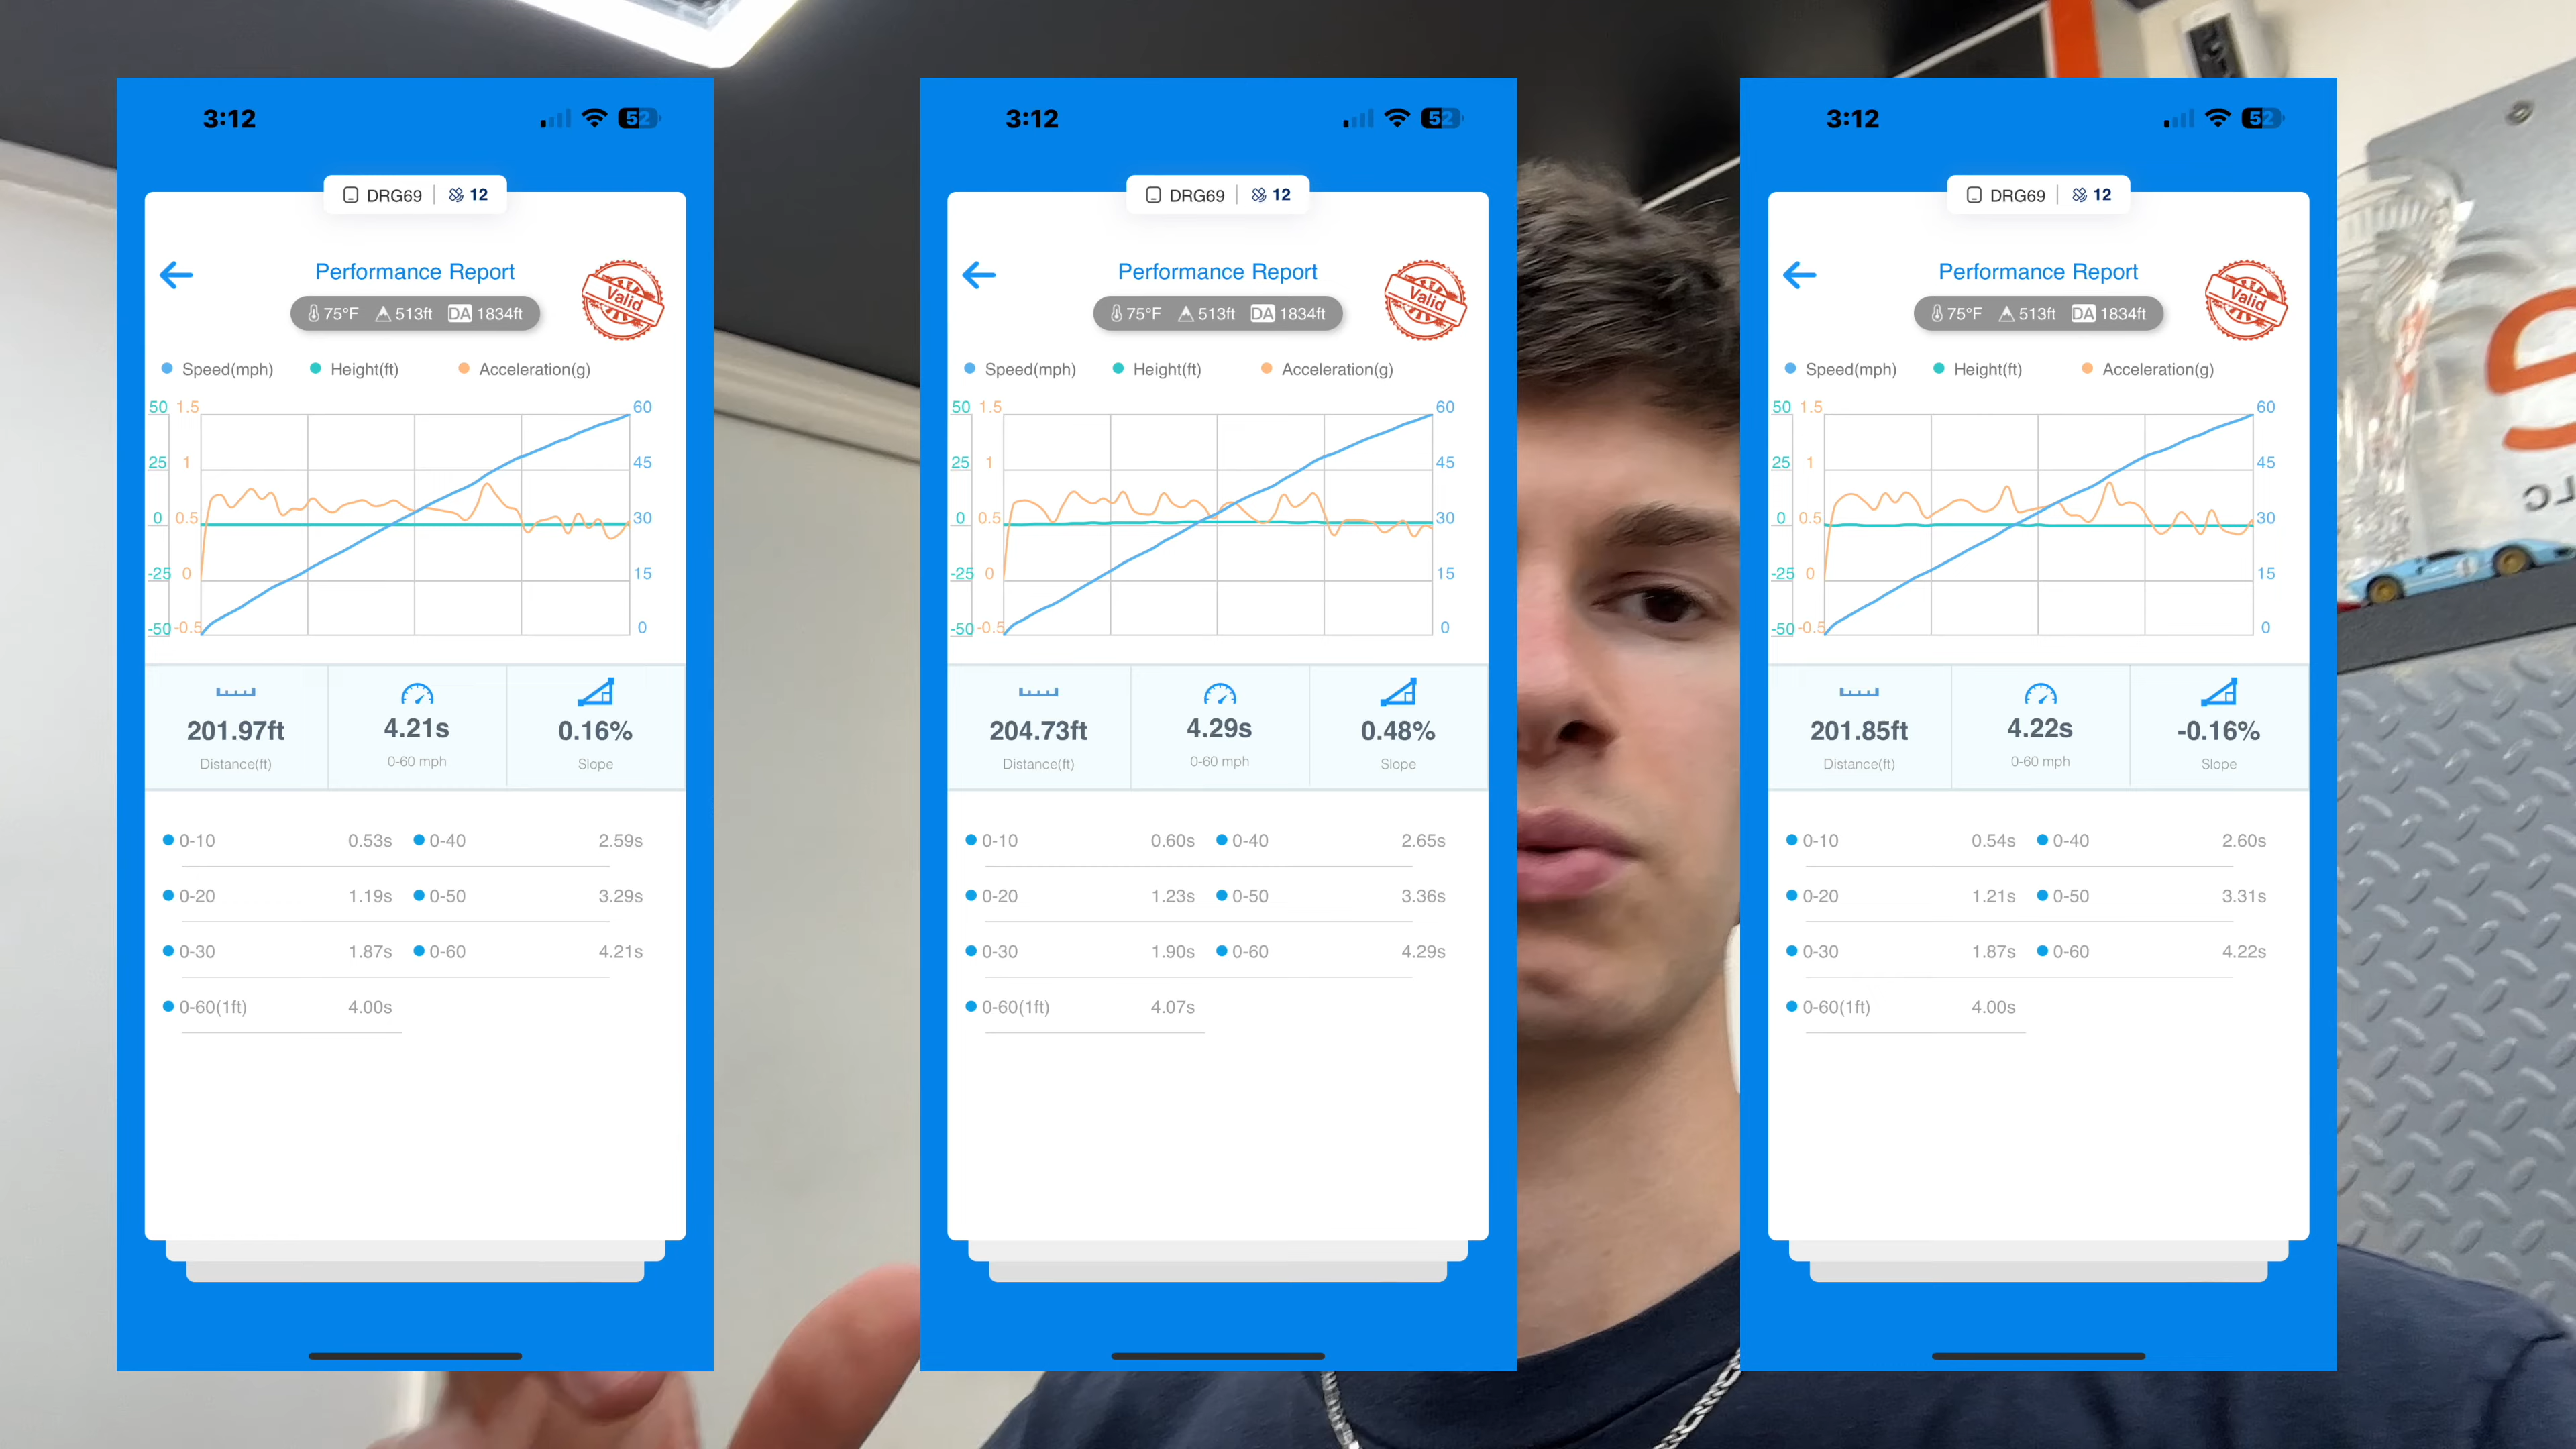 3:12
52
DRG69 | 12
Performance Report
Valid
75°F 513ft DA 1834ft
Speed(mph) Height(ft) Acceleration(g)
50 1.5 60
25 1 45
0 0.5 30
-25 0 15
-50 -0.5 0
201.97ft 4.21s 0.16%
Distance(ft) 0-60 mph Slope
0-10 0.53s 0-40 2.59s
0-20 1.19s 0-50 3.29s
0-30 1.87s 0-60 4.21s
0-60(1ft) 4.00s
3:12
52
DRG69 | 12
Performance Report
Valid
75°F 513ft DA 1834ft
Speed(mph) Height(ft) Acceleration(g)
50 1.5 60
25 1 45
0 0.5 30
-25 0 15
-50 -0.5 0
204.73ft 4.29s 0.48%
Distance(ft) 0-60 mph Slope
0-10 0.60s 0-40 2.65s
0-20 1.23s 0-50 3.36s
0-30 1.90s 0-60 4.29s
0-60(1ft) 4.07s
3:12
52
DRG69 | 12
Performance Report
Valid
75°F 513ft DA 1834ft
Speed(mph) Height(ft) Acceleration(g)
50 1.5 60
25 1 45
0 0.5 30
-25 0 15
-50 -0.5 0
201.85ft 4.22s -0.16%
Distance(ft) 0-60 mph Slope
0-10 0.54s 0-40 2.60s
0-20 1.21s 0-50 3.31s
0-30 1.87s 0-60 4.22s
0-60(1ft) 4.00s